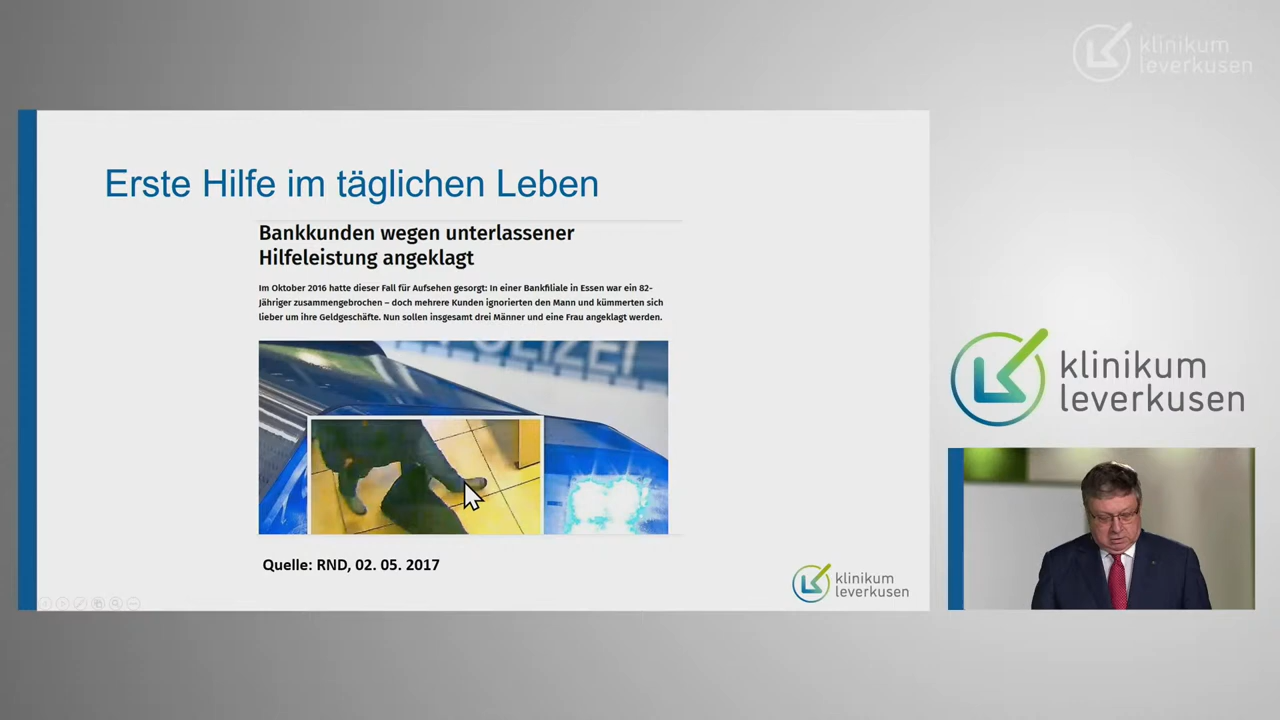 klinikum
leverkusen
Erste Hilfe im täglichen Leben
Bankkunden wegen unterlassener
Hilfeleistung angeklagt
Im Oktober 2016 hatte dieser Fall für Aufsehen gesorgt: In einer Bankfiliale in Essen war ein 82-
Jähriger zusammengebrochen – doch mehrere Kunden ignorierten den Mann und kümmerten sich
lieber um ihre Geldgeschäfte. Nun sollen insgesamt drei Männer und eine Frau angeklagt werden.
POLIZEI
Quelle: RND, 02. 05. 2017
klinikum
leverkusen
klinikum
leverkusen